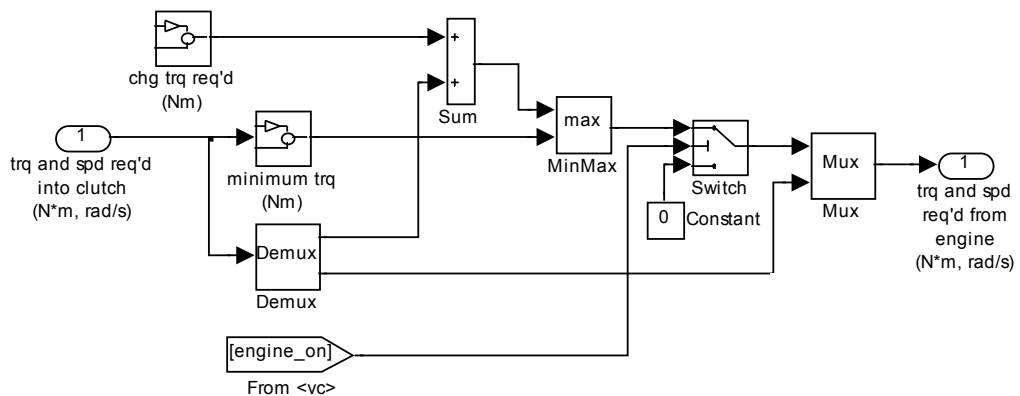 chg trq req'd
(Nm)
+
+
Sum
1
trq and spd req'd
into clutch
(N*m, rad/s)
minimum trq
(Nm)
max
MinMax
Switch
0
Constant
Mux
Mux
1
trq and spd
req'd from
engine
(N*m, rad/s)
Demux
Demux
[engine_on]
From <vc>